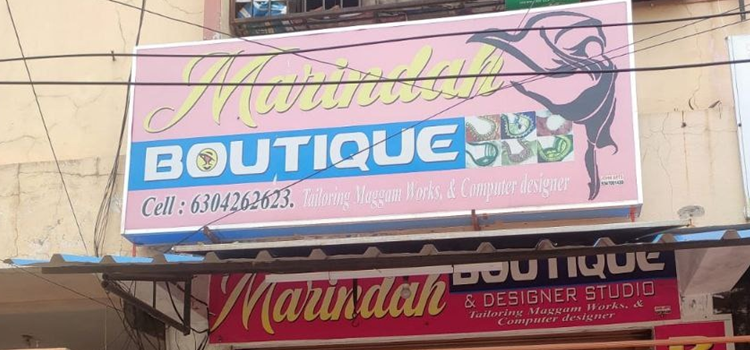 Marindah
BOUTIQUE
Cell : 6304262623. Tailoring Maggam Works, & Computer designer
Marindah
BOUTIQUE
& DESIGNER STUDIO
Tailoring Maggam Works, &
Computer designer